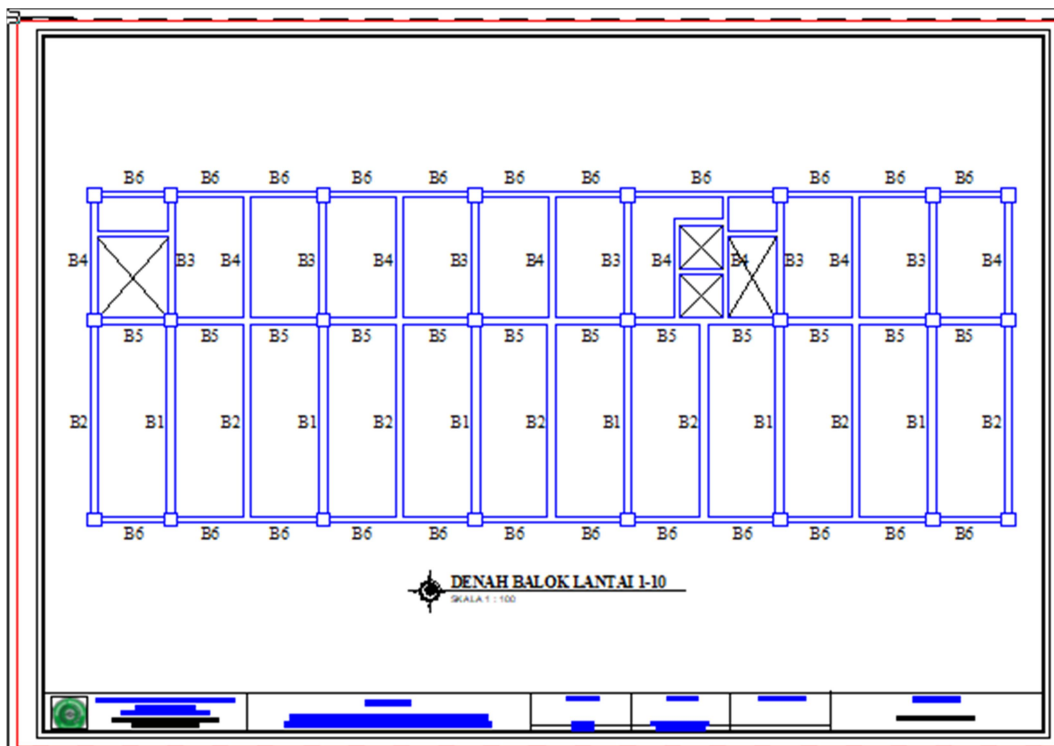 B6 B6 B6 B6 B6 B6 B6 B6 B6 B6 B6
B4 B3 B4 B3 B4 B3 B4 B3 B4 B4 B3 B4 B3 B4
B5 B5 B5 B5 B5 B5 B5 B5 B5 B5 B5 B5
B2 B1 B2 B1 B2 B1 B2 B1 B2 B1 B2 B1 B2
B6 B6 B6 B6 B6 B6 B6 B6 B6 B6 B6 B6
DENAH BALOK LANTAI 1-10
SKALA 1 : 100